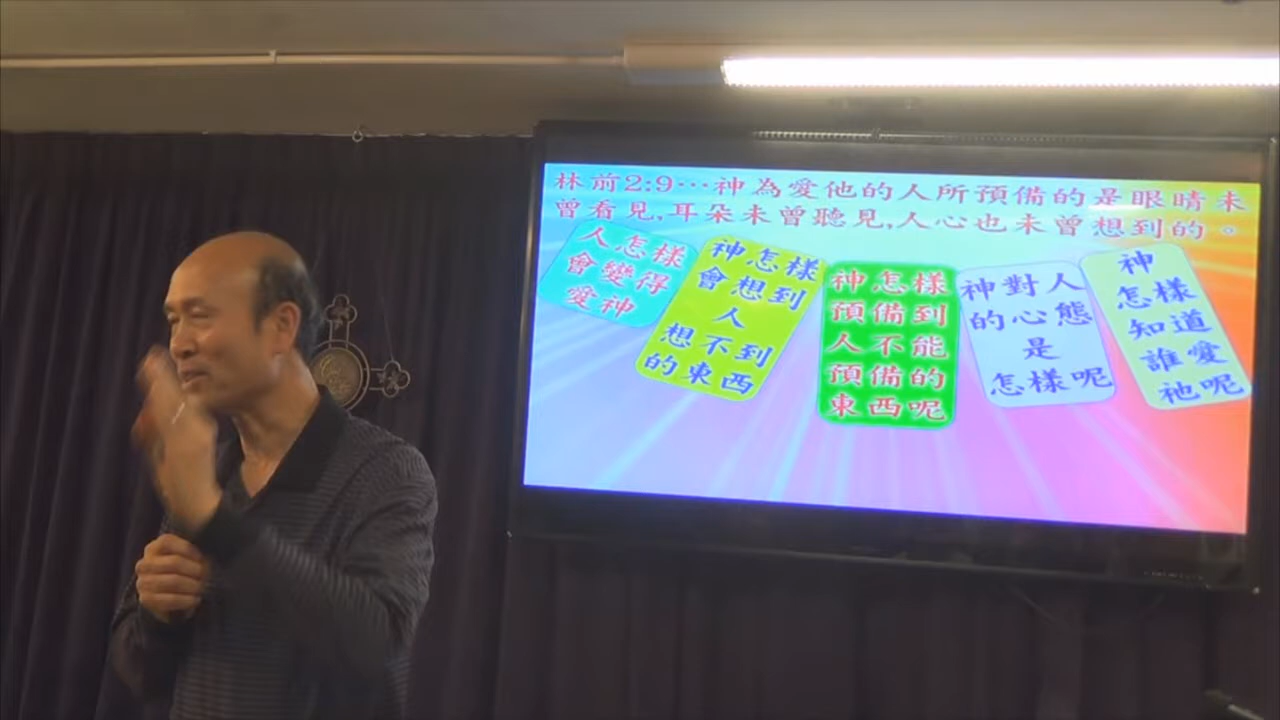 林前2:9…神為愛他的人所預備的是眼睛未
曾看見,耳朵未曾聽見,人心也未曾想到的。
人怎樣
會變得
愛神
神怎樣
會想到
人
想不到
的東西
神怎樣
預備到
人不能
預備的
東西呢
神對人
的心態
是
怎樣呢
神
怎樣
知道
誰愛
祂呢